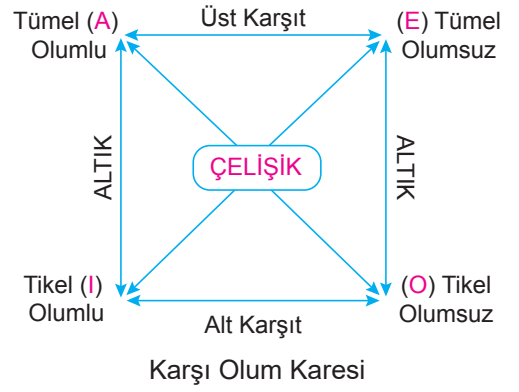 Tümel (A)
Olumlu
Üst Karşıt
(E) Tümel
Olumsuz
ALTIK
ÇELİŞİK
ALTIK
Tikel (I)
Olumlu
Alt Karşıt
(O) Tikel
Olumsuz
Karşı Olum Karesi